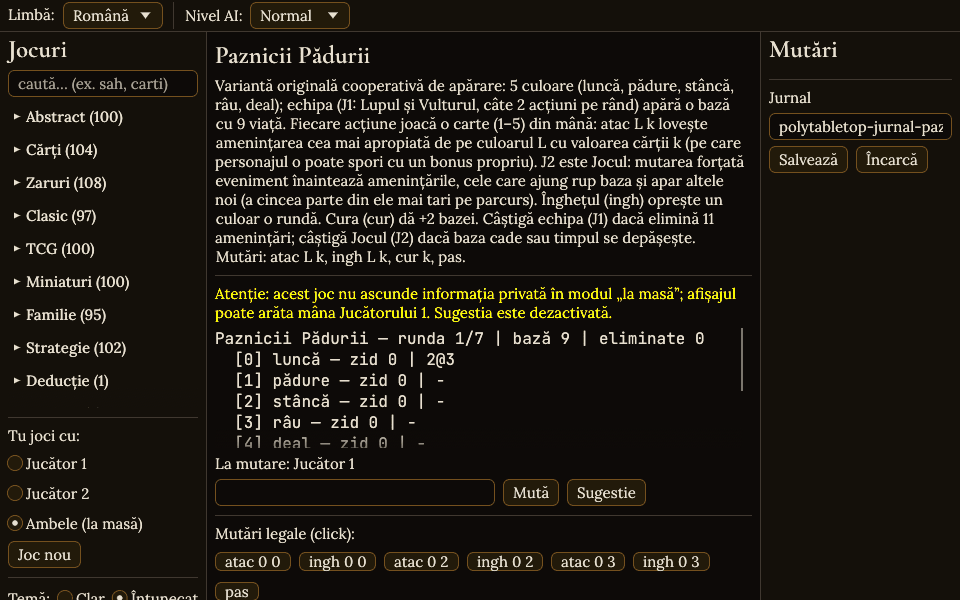 Limbă: Română ▼ Nivel AI: Normal ▼
Jocuri
caută… (ex. sah, carti)
▸ Abstract (100)
▸ Cărți (104)
▸ Zaruri (108)
▸ Clasic (97)
▸ TCG (100)
▸ Miniaturi (100)
▸ Familie (95)
▸ Strategie (102)
▸ Deducție (1)
Tu joci cu:
Jucător 1
Jucător 2
Ambele (la masă)
Joc nou
Temă: Clar Întunecat
Paznicii Pădurii
Variantă originală cooperativă de apărare: 5 culoare (luncă, pădure, stâncă,
râu, deal); echipa (J1: Lupul și Vulturul, câte 2 acțiuni pe rând) apără o bază
cu 9 viață. Fiecare acțiune joacă o carte (1–5) din mână: atac L k lovește
amenințarea cea mai apropiată de pe culoarul L cu valoarea cărții k (pe care
personajul o poate spori cu un bonus propriu). J2 este Jocul: mutarea forțată
eveniment înaintează amenințările, cele care ajung rup baza și apar altele
noi (a cincea parte din ele mai tari pe parcurs). Înghețul (ingh) oprește un
culoar o rundă. Cura (cur) dă +2 bazei. Câștigă echipa (J1) dacă elimină 11
amenințări; câștigă Jocul (J2) dacă baza cade sau timpul se depășește.
Mutări: atac L k, ingh L k, cur k, pas.
Atenție: acest joc nu ascunde informația privată în modul „la masă”; afișajul
poate arăta mâna Jucătorului 1. Sugestia este dezactivată.
Paznicii Pădurii — runda 1/7 | bază 9 | eliminate 0
[0] luncă — zid 0 | 2@3
[1] pădure — zid 0 | -
[2] stâncă — zid 0 | -
[3] râu — zid 0 | -
[4] deal — zid 0 | -
La mutare: Jucător 1
Mută Sugestie
Mutări legale (click):
atac 0 0 ingh 0 0 atac 0 2 ingh 0 2 atac 0 3 ingh 0 3
pas
Mutări
Jurnal
polytabletop-jurnal-paz
Salvează Încarcă